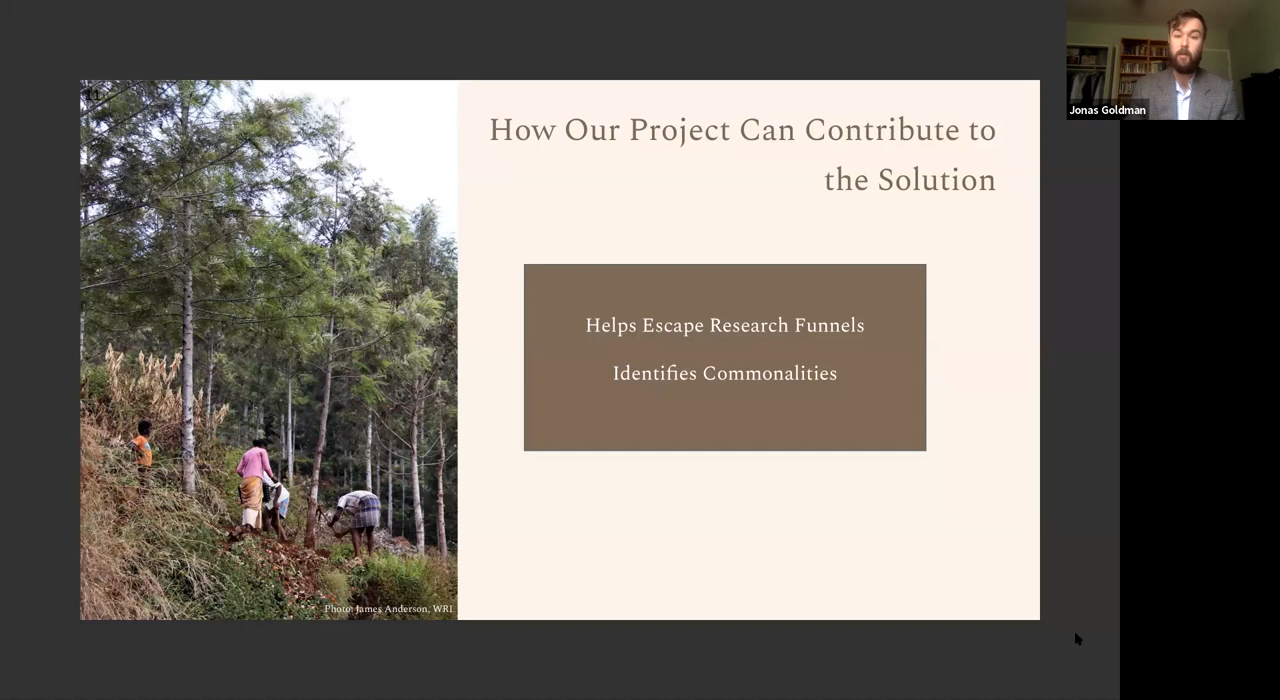 11
How Our Project Can Contribute to
the Solution
Helps Escape Research Funnels
Identifies Commonalities
Photo: James Anderson, WRI
Jonas Goldman